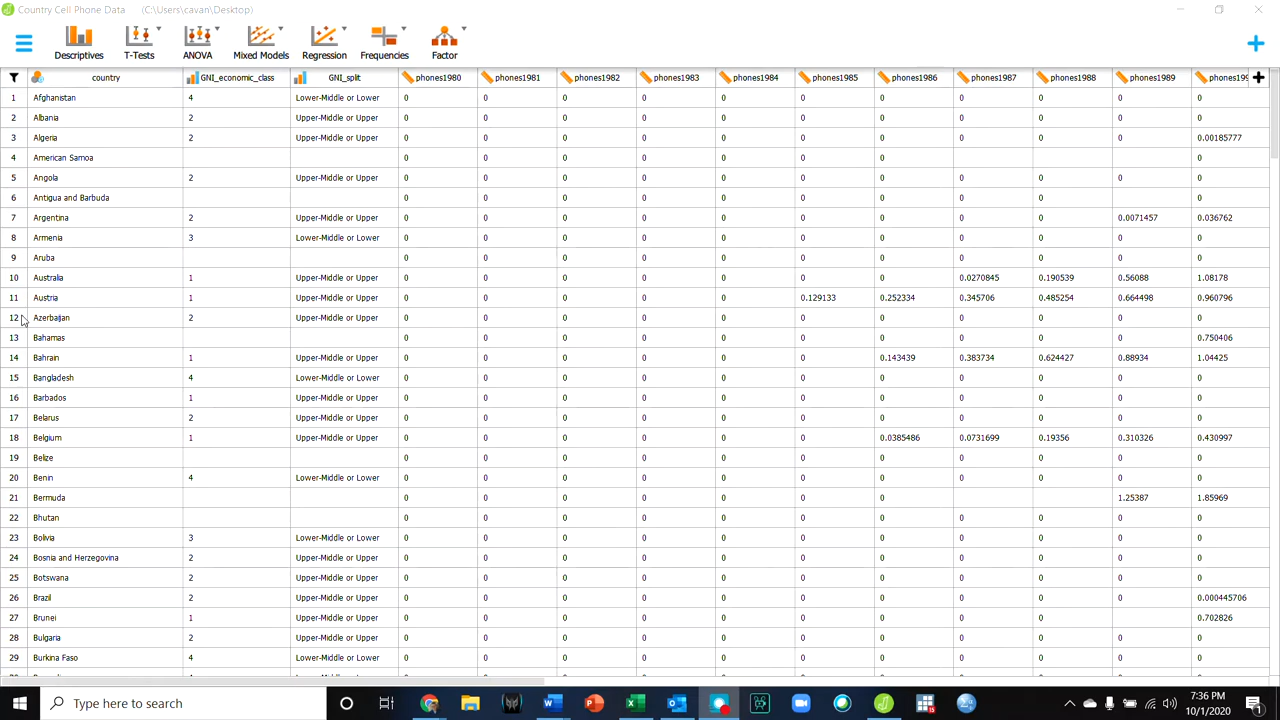 Country Cell Phone Data (C:\Users\cavan\Desktop)
Descriptives T-Tests ANOVA Mixed Models Regression Frequencies Factor
country GNI_economic_class GNI_split phones1980 phones1981 phones1982 phones1983 phones1984 phones1985 phones1986 phones1987 phones1988 phones1989 phones199
1 Afghanistan 4 Lower-Middle or Lower 0 0 0 0 0 0 0 0 0 0 0
2 Albania 2 Upper-Middle or Upper 0 0 0 0 0 0 0 0 0 0 0
3 Algeria 2 Upper-Middle or Upper 0 0 0 0 0 0 0 0 0 0 0.00185777
4 American Samoa 0 0 0 0 0 0 0 0
5 Angola 2 Upper-Middle or Upper 0 0 0 0 0 0 0 0 0 0 0
6 Antigua and Barbuda 0 0 0 0 0 0 0 0
7 Argentina 2 Upper-Middle or Upper 0 0 0 0 0 0 0 0 0 0.0071457 0.036762
8 Armenia 3 Lower-Middle or Lower 0 0 0 0 0 0 0 0 0 0 0
9 Aruba 0 0 0 0 0 0 0 0 0 0 0
10 Australia 1 Upper-Middle or Upper 0 0 0 0 0 0 0 0.0270845 0.190539 0.56088 1.08178
11 Austria 1 Upper-Middle or Upper 0 0 0 0 0 0.129133 0.252334 0.345706 0.485254 0.664498 0.960796
12 Azerbaijan 2 Upper-Middle or Upper 0 0 0 0 0 0 0 0 0 0 0
13 Bahamas 0 0 0 0 0 0 0 0.750406
14 Bahrain 1 Upper-Middle or Upper 0 0 0 0 0 0 0.143439 0.383734 0.624427 0.88934 1.04425
15 Bangladesh 4 Lower-Middle or Lower 0 0 0 0 0 0 0 0 0 0 0
16 Barbados 1 Upper-Middle or Upper 0 0 0 0 0 0 0 0 0 0 0
17 Belarus 2 Upper-Middle or Upper 0 0 0 0 0 0 0 0 0 0 0
18 Belgium 1 Upper-Middle or Upper 0 0 0 0 0 0 0.0385486 0.0731699 0.19356 0.310326 0.430997
19 Belize 0 0 0 0 0 0 0 0 0 0 0
20 Benin 4 Lower-Middle or Lower 0 0 0 0 0 0 0 0 0 0 0
21 Bermuda 0 0 0 0 0 0 0 1.25387 1.85969
22 Bhutan 0 0 0 0 0 0 0 0 0 0 0
23 Bolivia 3 Lower-Middle or Lower 0 0 0 0 0 0 0 0 0 0 0
24 Bosnia and Herzegovina 2 Upper-Middle or Upper 0 0 0 0 0 0 0 0 0 0 0
25 Botswana 2 Upper-Middle or Upper 0 0 0 0 0 0 0 0 0 0 0
26 Brazil 2 Upper-Middle or Upper 0 0 0 0 0 0 0 0 0 0 0.000445706
27 Brunei 1 Upper-Middle or Upper 0 0 0 0 0 0 0 0 0 0 0.702826
28 Bulgaria 2 Upper-Middle or Upper 0 0 0 0 0 0 0 0 0 0 0
29 Burkina Faso 4 Lower-Middle or Lower 0 0 0 0 0 0 0 0 0 0 0
Type here to search
7:36 PM
10/1/2020
1